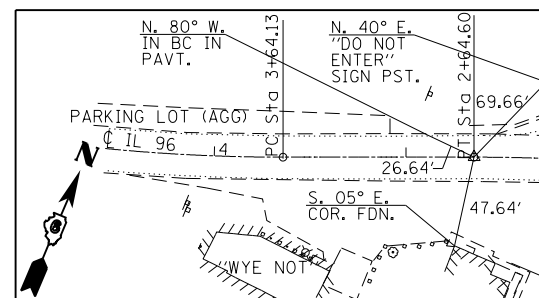 N. 80° W.
IN BC IN
PAVT.
PC Sta 3+64.13
N. 40° E.
"DO NOT
ENTER"
SIGN PST.
PT Sta 2+64.60
69.66'
PARKING LOT (AGG)
℄ IL 96
4
26.64'
N
S. 05° E.
COR. FDN.
47.64'
"WYE NOT"